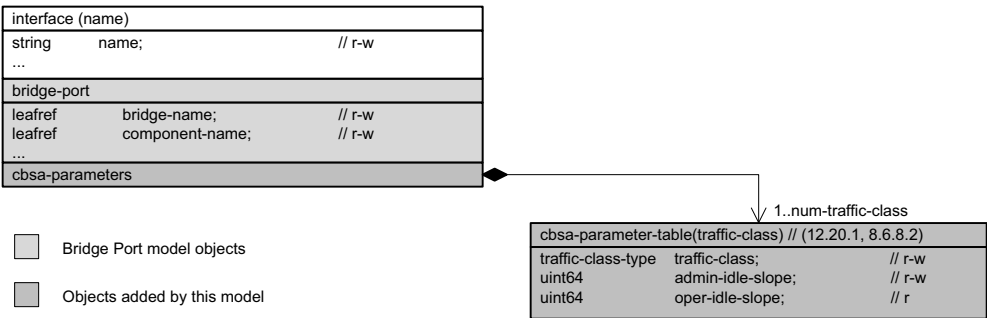 interface (name)
string name; // r-w
...
bridge-port
leafref bridge-name; // r-w
leafref component-name; // r-w
...
cbsa-parameters
1..num-traffic-class
cbsa-parameter-table(traffic-class) // (12.20.1, 8.6.8.2)
traffic-class-type traffic-class; // r-w
uint64 admin-idle-slope; // r-w
uint64 oper-idle-slope; // r
Bridge Port model objects
Objects added by this model